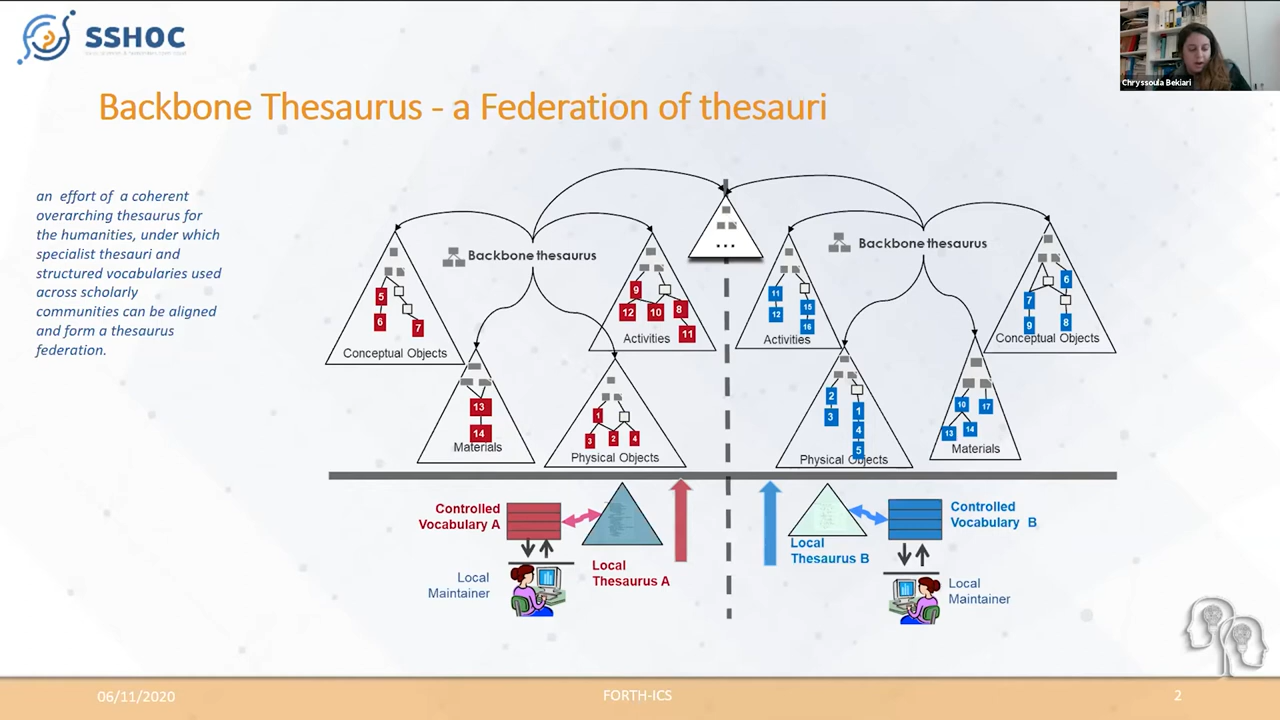 SSHOC
Chryssoula Bekiari
Backbone Thesaurus - a Federation of thesauri
an effort of a coherent
overarching thesaurus for
the humanities, under which
specialist thesauri and
structured vocabularies used
across scholarly
communities can be aligned
and form a thesaurus
federation.
Backbone thesaurus
5
6
7
Conceptual Objects
9
12
10
8
11
Activities
13
14
Materials
1
3
2
4
Physical Objects
...
Backbone thesaurus
11
12
15
16
Activities
6
7
9
8
Conceptual Objects
2
3
1
4
5
Physical Objects
10
17
13
14
Materials
Controlled
Vocabulary A
Local
Thesaurus A
Local
Maintainer
Local
Thesaurus B
Controlled
Vocabulary B
Local
Maintainer
06/11/2020
FORTH-ICS
2